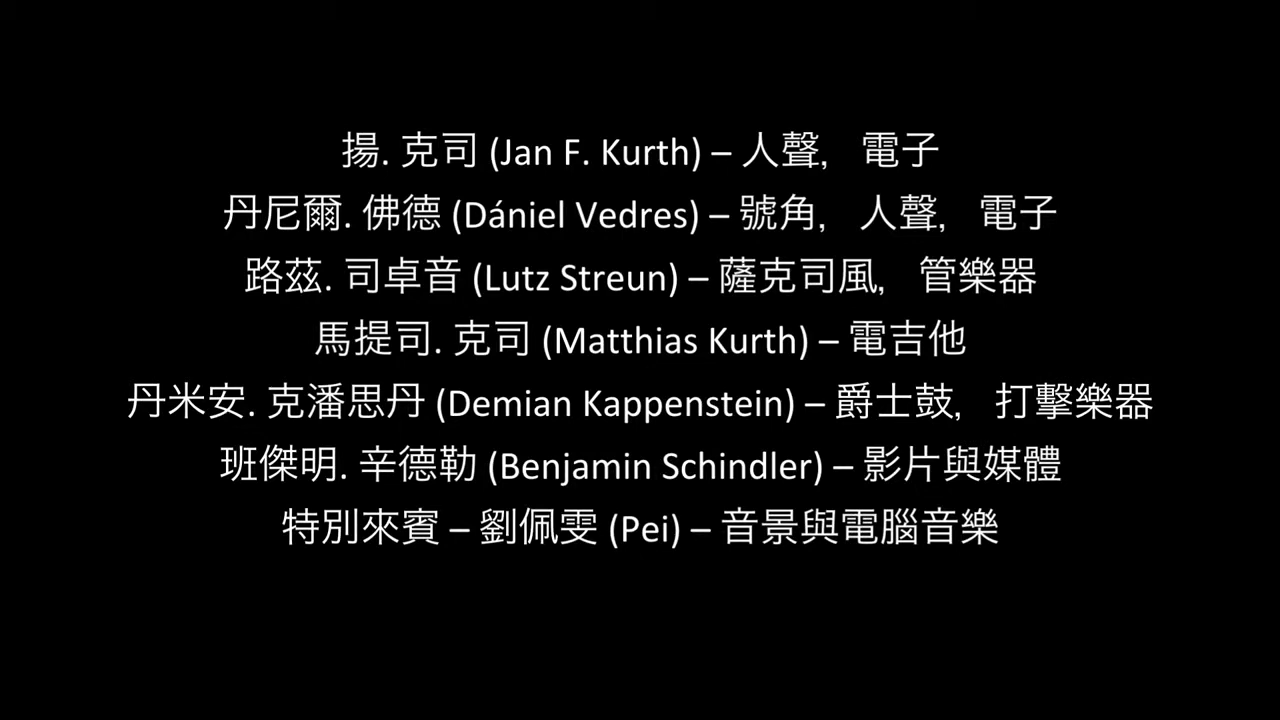 揚. 克司 (Jan F. Kurth) – 人聲, 電子
丹尼爾. 佛德 (Dániel Vedres) – 號角, 人聲, 電子
路茲. 司卓音 (Lutz Streun) – 薩克司風, 管樂器
馬提司. 克司 (Matthias Kurth) – 電吉他
丹米安. 克潘思丹 (Demian Kappenstein) – 爵士鼓, 打擊樂器
班傑明. 辛德勒 (Benjamin Schindler) – 影片與媒體
特別來賓 – 劉佩雯 (Pei) – 音景與電腦音樂